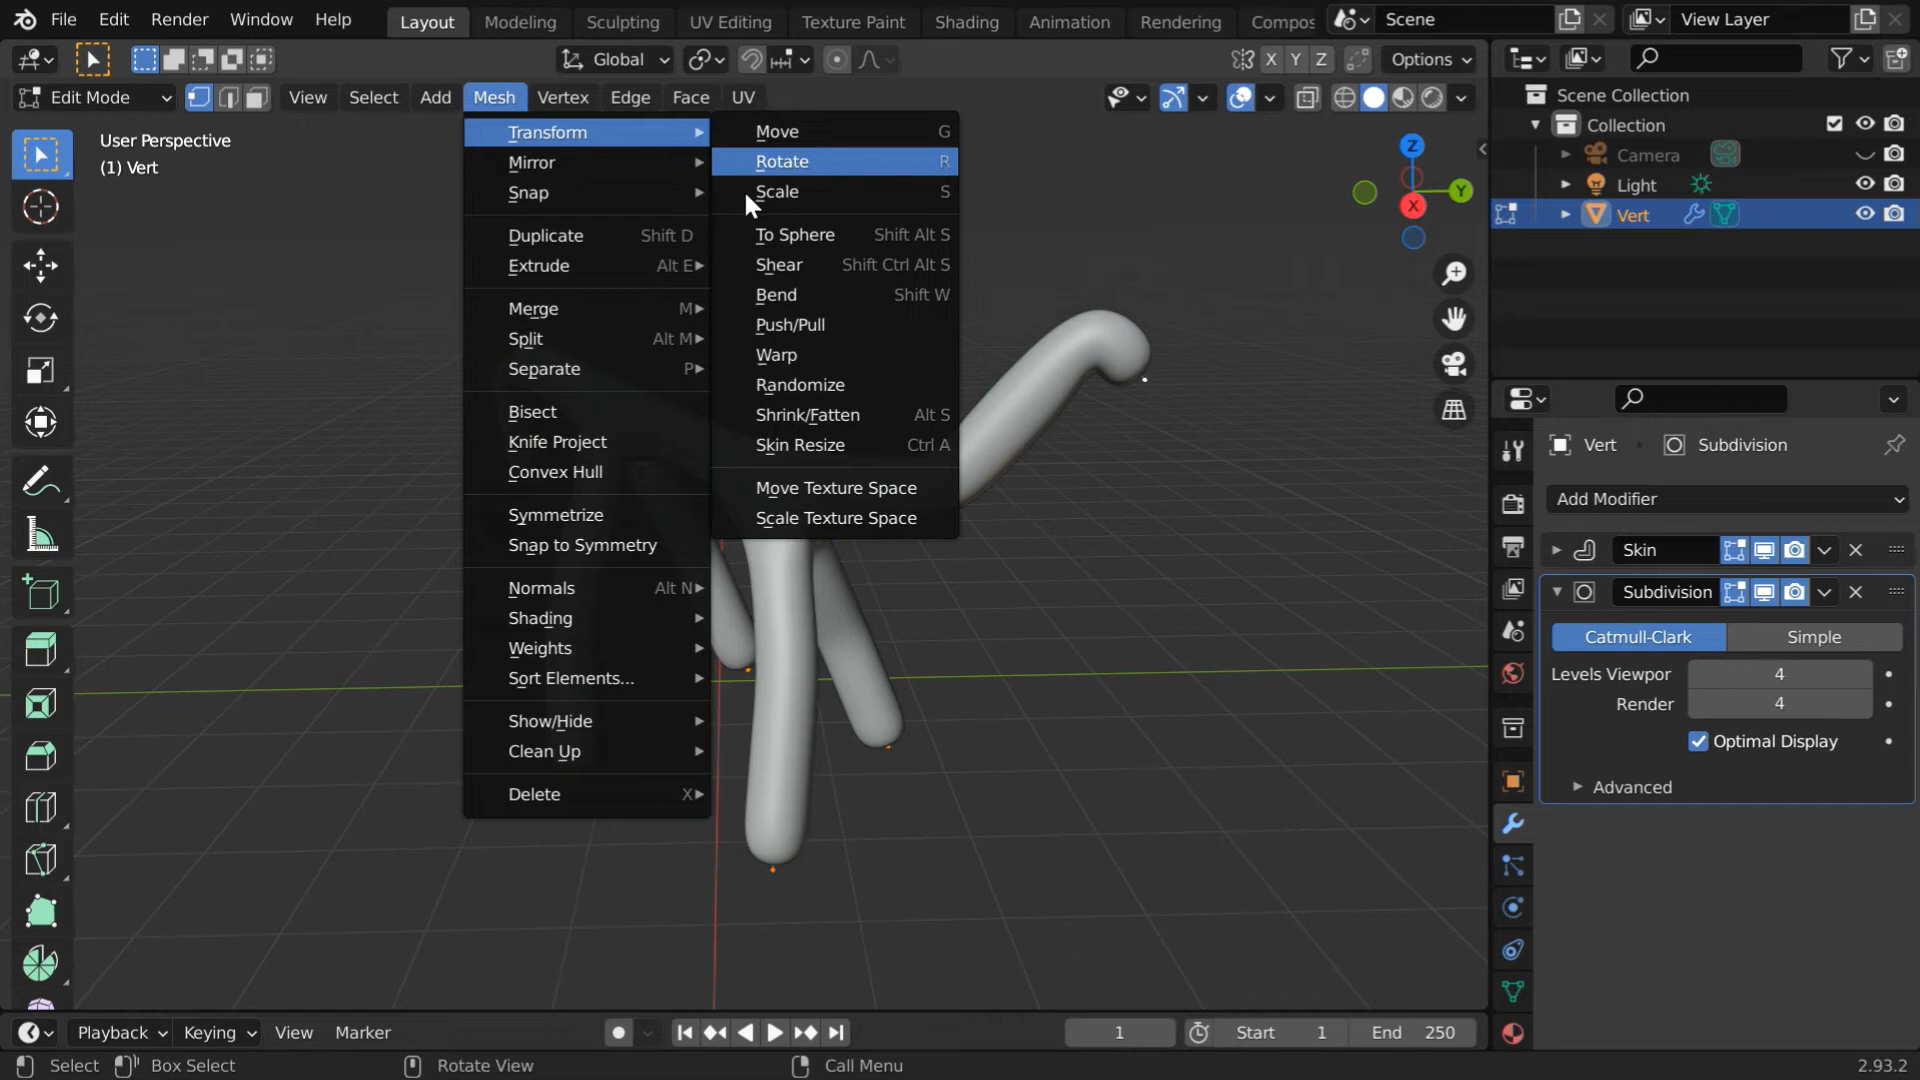 File Edit Render Window Help Layout Modeling Sculpting UV Editing Texture Paint Shading Animation Rendering Compos Scene View Layer
Global X Y Z Options
Edit Mode View Select Add Mesh Vertex Edge Face UV
User Perspective
(1) Vert
Transform
Mirror
Snap
Duplicate Shift D
Extrude Alt E
Merge M
Split Alt M
Separate P
Bisect
Knife Project
Convex Hull
Symmetrize
Snap to Symmetry
Normals Alt N
Shading
Weights
Sort Elements...
Show/Hide
Clean Up
Delete X
Move G
Rotate R
Scale S
To Sphere Shift Alt S
Shear Shift Ctrl Alt S
Bend Shift W
Push/Pull
Warp
Randomize
Shrink/Fatten Alt S
Skin Resize Ctrl A
Move Texture Space
Scale Texture Space
Z
Y
X
Scene Collection
Collection
Camera
Light
Vert
Vert Subdivision
Add Modifier
Skin
Subdivision
Catmull-Clark Simple
Levels Viewpor 4
Render 4
Optimal Display
Advanced
Playback Keying View Marker 1 Start 1 End 250
Select Box Select Rotate View Call Menu 2.93.2